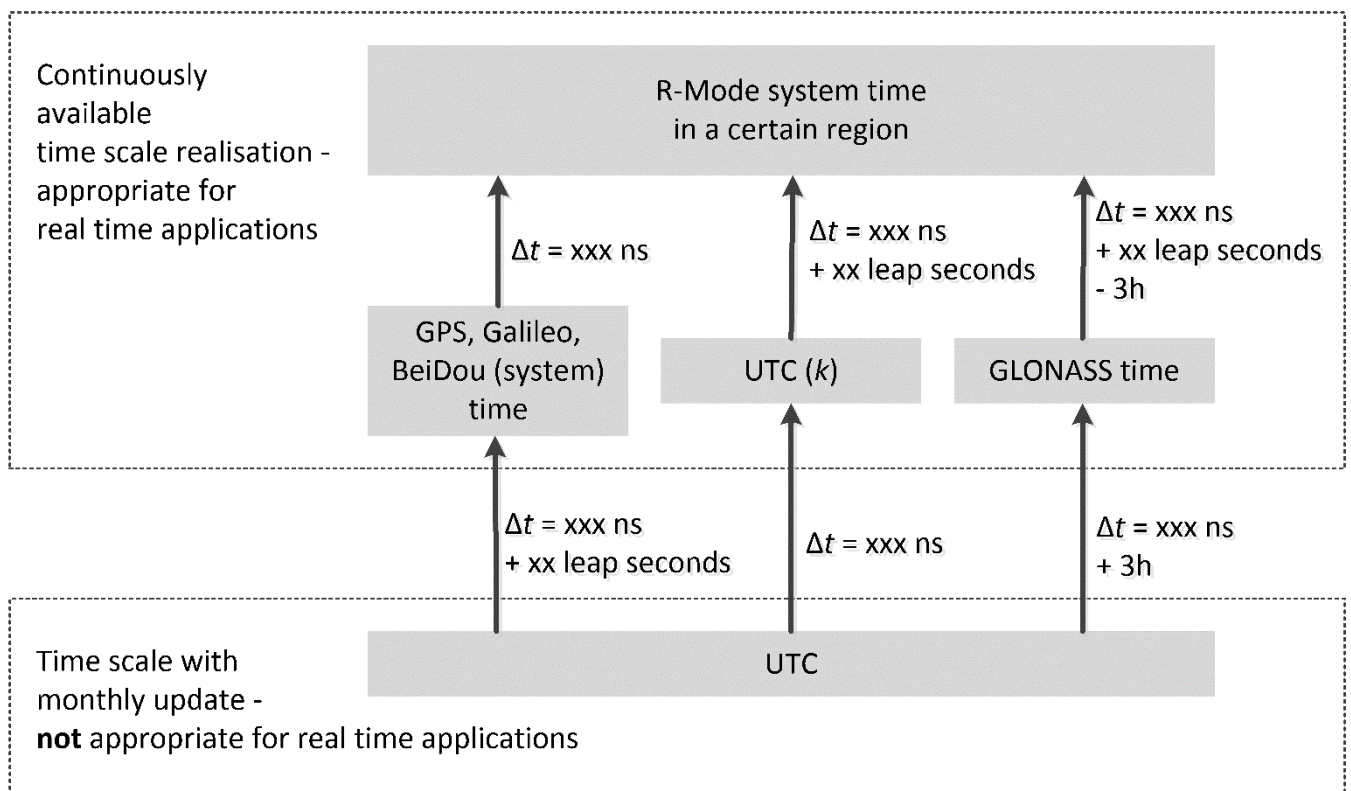 Continuously
available
time scale realisation -
appropriate for
real time applications
R-Mode system time
in a certain region
Δt = xxx ns
Δt = xxx ns
+ xx leap seconds
Δt = xxx ns
+ xx leap seconds
- 3h
GPS, Galileo,
BeiDou (system)
time
UTC (k)
GLONASS time
Δt = xxx ns
+ xx leap seconds
Δt = xxx ns
Δt = xxx ns
+ 3h
Time scale with
monthly update -
not appropriate for real time applications
UTC